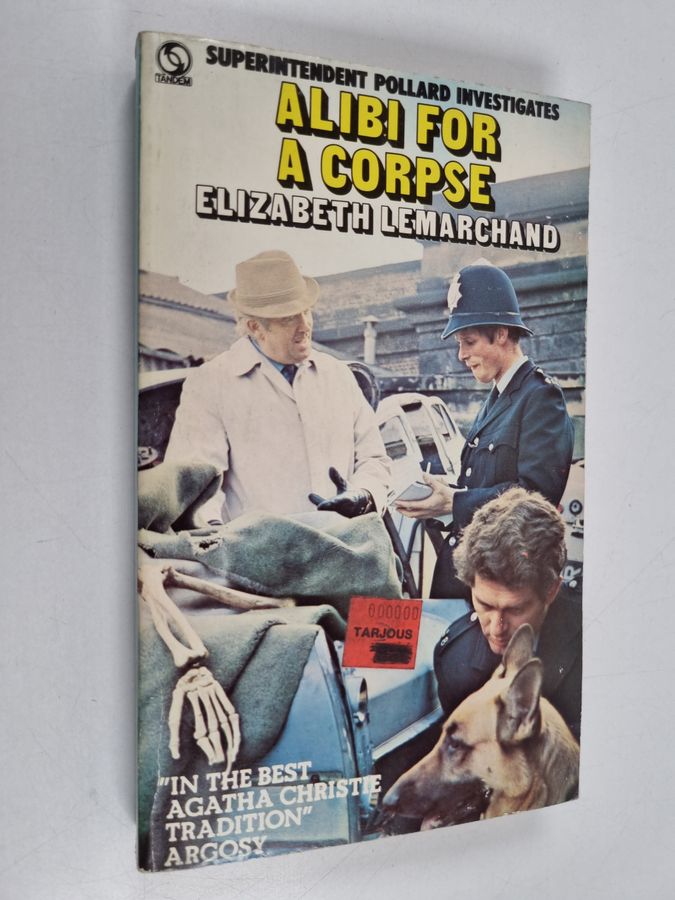 TANDEM
SUPERINTENDENT POLLARD INVESTIGATES
ALIBI FOR
A CORPSE
ELIZABETH LEMARCHAND
000000
TARJOUS
"IN THE BEST
AGATHA CHRISTIE
TRADITION"
ARGOSY